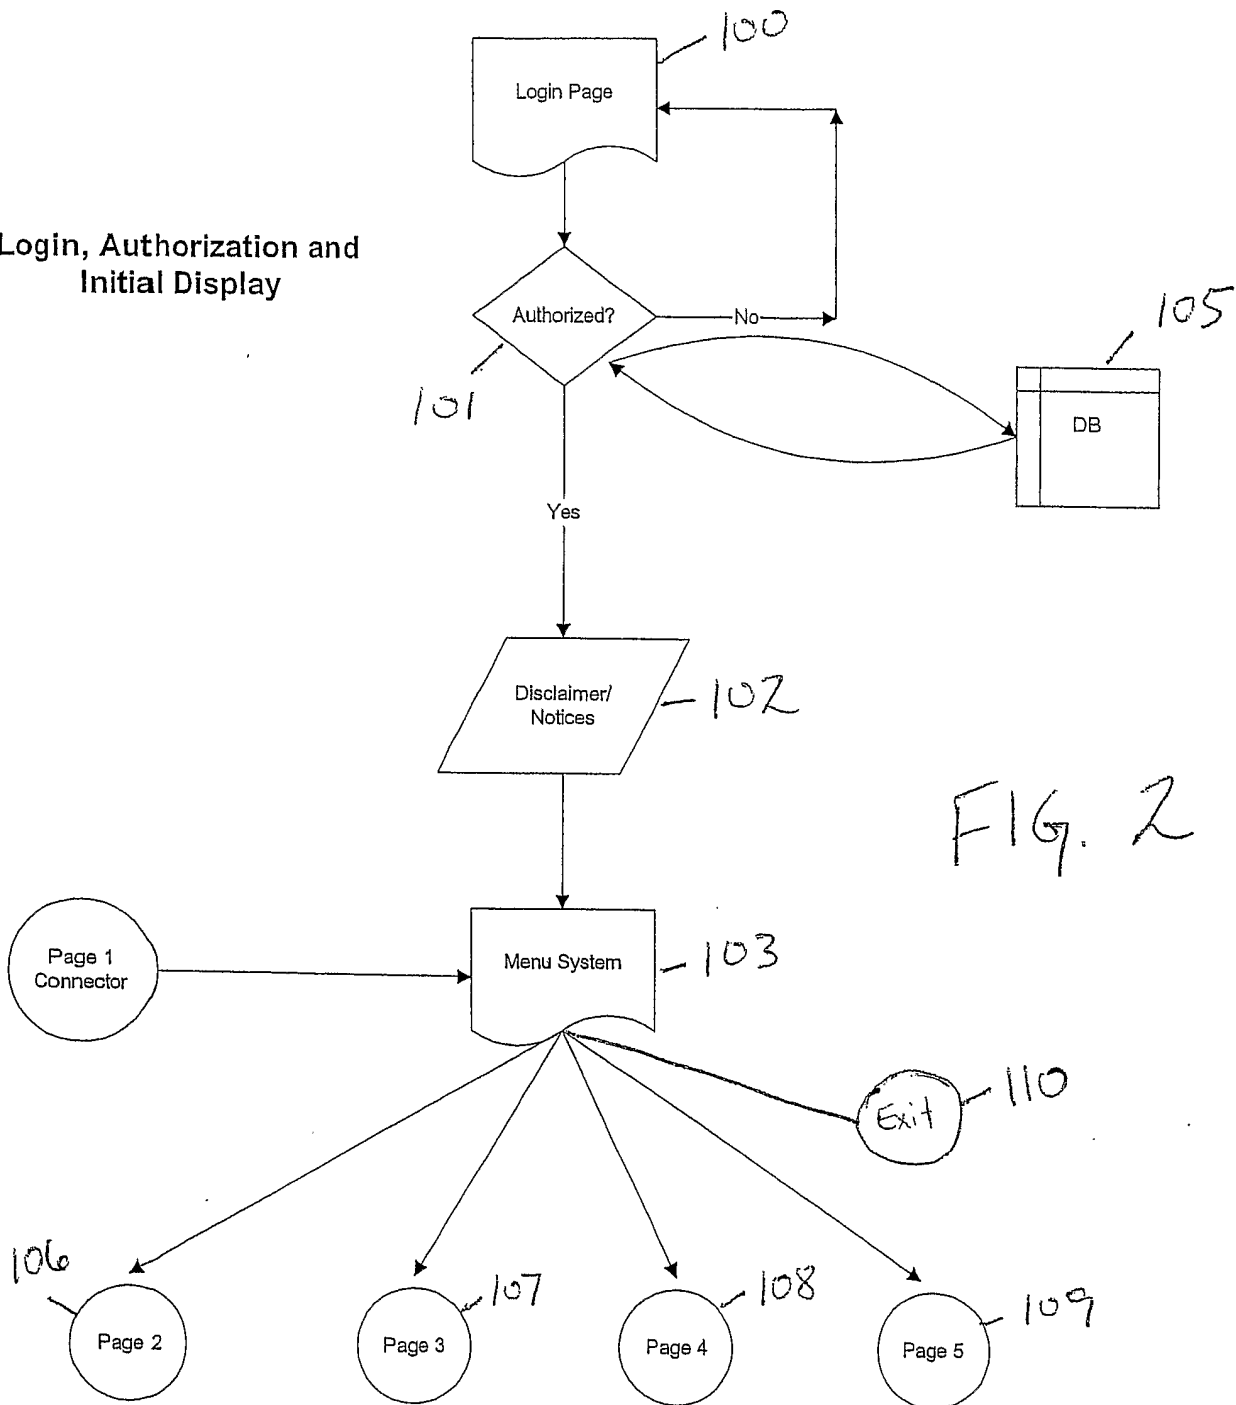 100
Login Page
Login, Authorization and
Initial Display
Authorized?
No
105
101
DB
Yes
Disclaimer/
Notices
102
FIG. 2
Page 1
Connector
Menu System
103
Exit
110
106
107
108
109
Page 2
Page 3
Page 4
Page 5